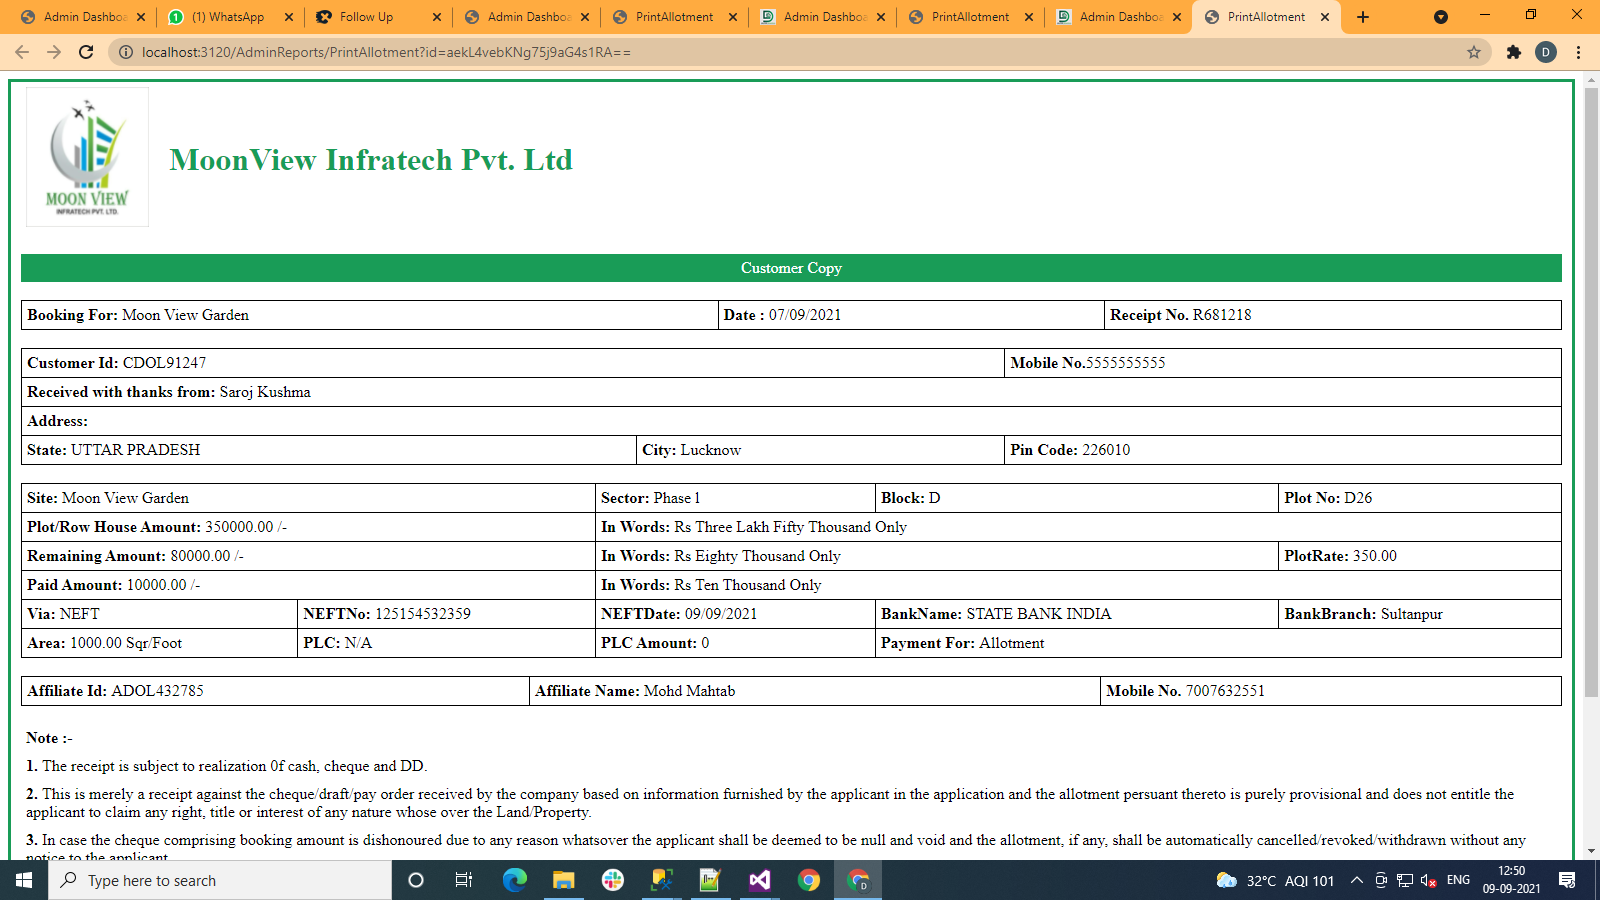 Admin Dashboa
(1) WhatsApp
Follow Up
Admin Dashboa
PrintAllotment
Admin Dashboa
PrintAllotment
Admin Dashboa
PrintAllotment
localhost:3120/AdminReports/PrintAllotment?id=aekL4vebKNg75j9aG4s1RA==
D
MOON VIEW
INFRATECH PVT. LTD.
MoonView Infratech Pvt. Ltd
Customer Copy
Booking For: Moon View Garden Date : 07/09/2021 Receipt No. R681218
Customer Id: CDOL91247 Mobile No.5555555555
Received with thanks from: Saroj Kushma
Address:
State: UTTAR PRADESH City: Lucknow Pin Code: 226010
Site: Moon View Garden Sector: Phase 1 Block: D Plot No: D26
Plot/Row House Amount: 350000.00 /- In Words: Rs Three Lakh Fifty Thousand Only
Remaining Amount: 80000.00 /- In Words: Rs Eighty Thousand Only PlotRate: 350.00
Paid Amount: 10000.00 /- In Words: Rs Ten Thousand Only
Via: NEFT NEFTNo: 125154532359 NEFTDate: 09/09/2021 BankName: STATE BANK INDIA BankBranch: Sultanpur
Area: 1000.00 Sqr/Foot PLC: N/A PLC Amount: 0 Payment For: Allotment
Affiliate Id: ADOL432785 Affiliate Name: Mohd Mahtab Mobile No. 7007632551
Note :-
1. The receipt is subject to realization 0f cash, cheque and DD.
2. This is merely a receipt against the cheque/draft/pay order received by the company based on information furnished by the applicant in the application and the allotment persuant thereto is purely provisional and does not entitle the
applicant to claim any right, title or interest of any nature whose over the Land/Property.
3. In case the cheque comprising booking amount is dishonoured due to any reason whatsover the applicant shall be deemed to be null and void and the allotment, if any, shall be automatically cancelled/revoked/withdrawn without any
notice to the applicant
Type here to search
32°C AQI 101
ENG
12:50
09-09-2021